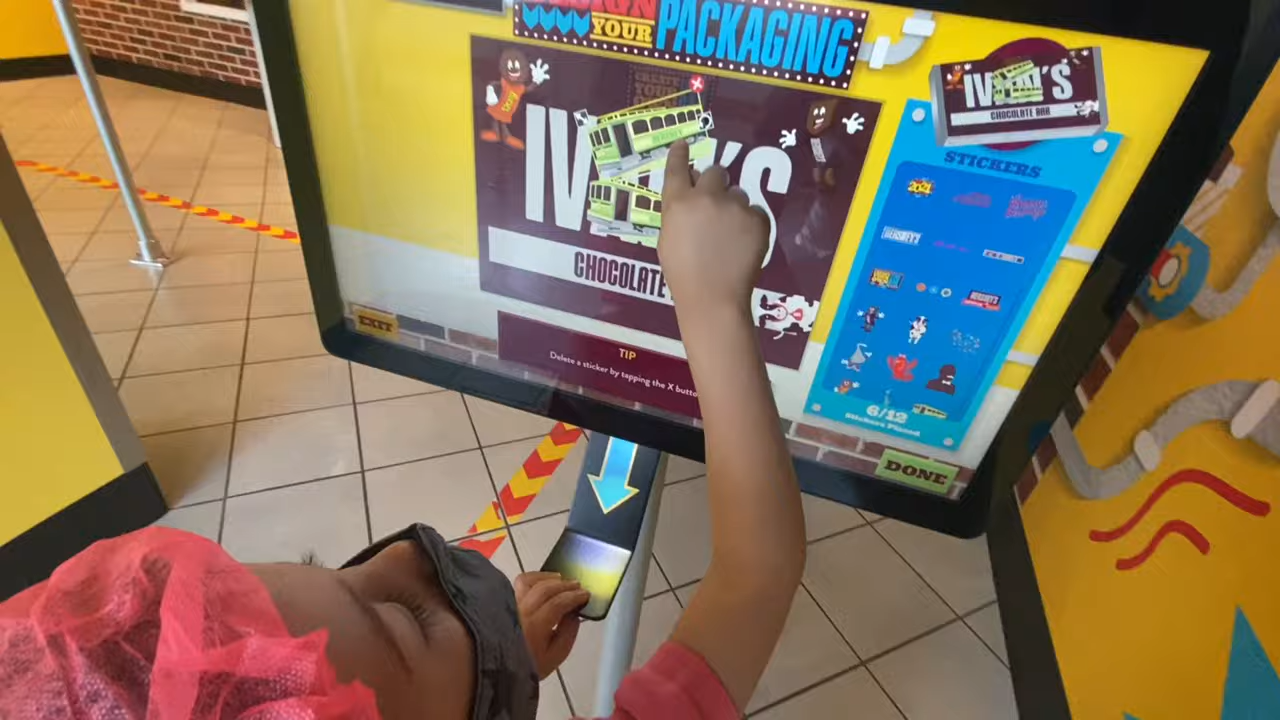 YOUR PACKAGING
IV
'S
CHOCOLATE
IV
'S
CHOCOLATE BAR
STICKERS
2021
HERSHEY'S
EXIT
TIP
Delete a sticker by tapping the X butto
6/12
Stickers Placed
DONE